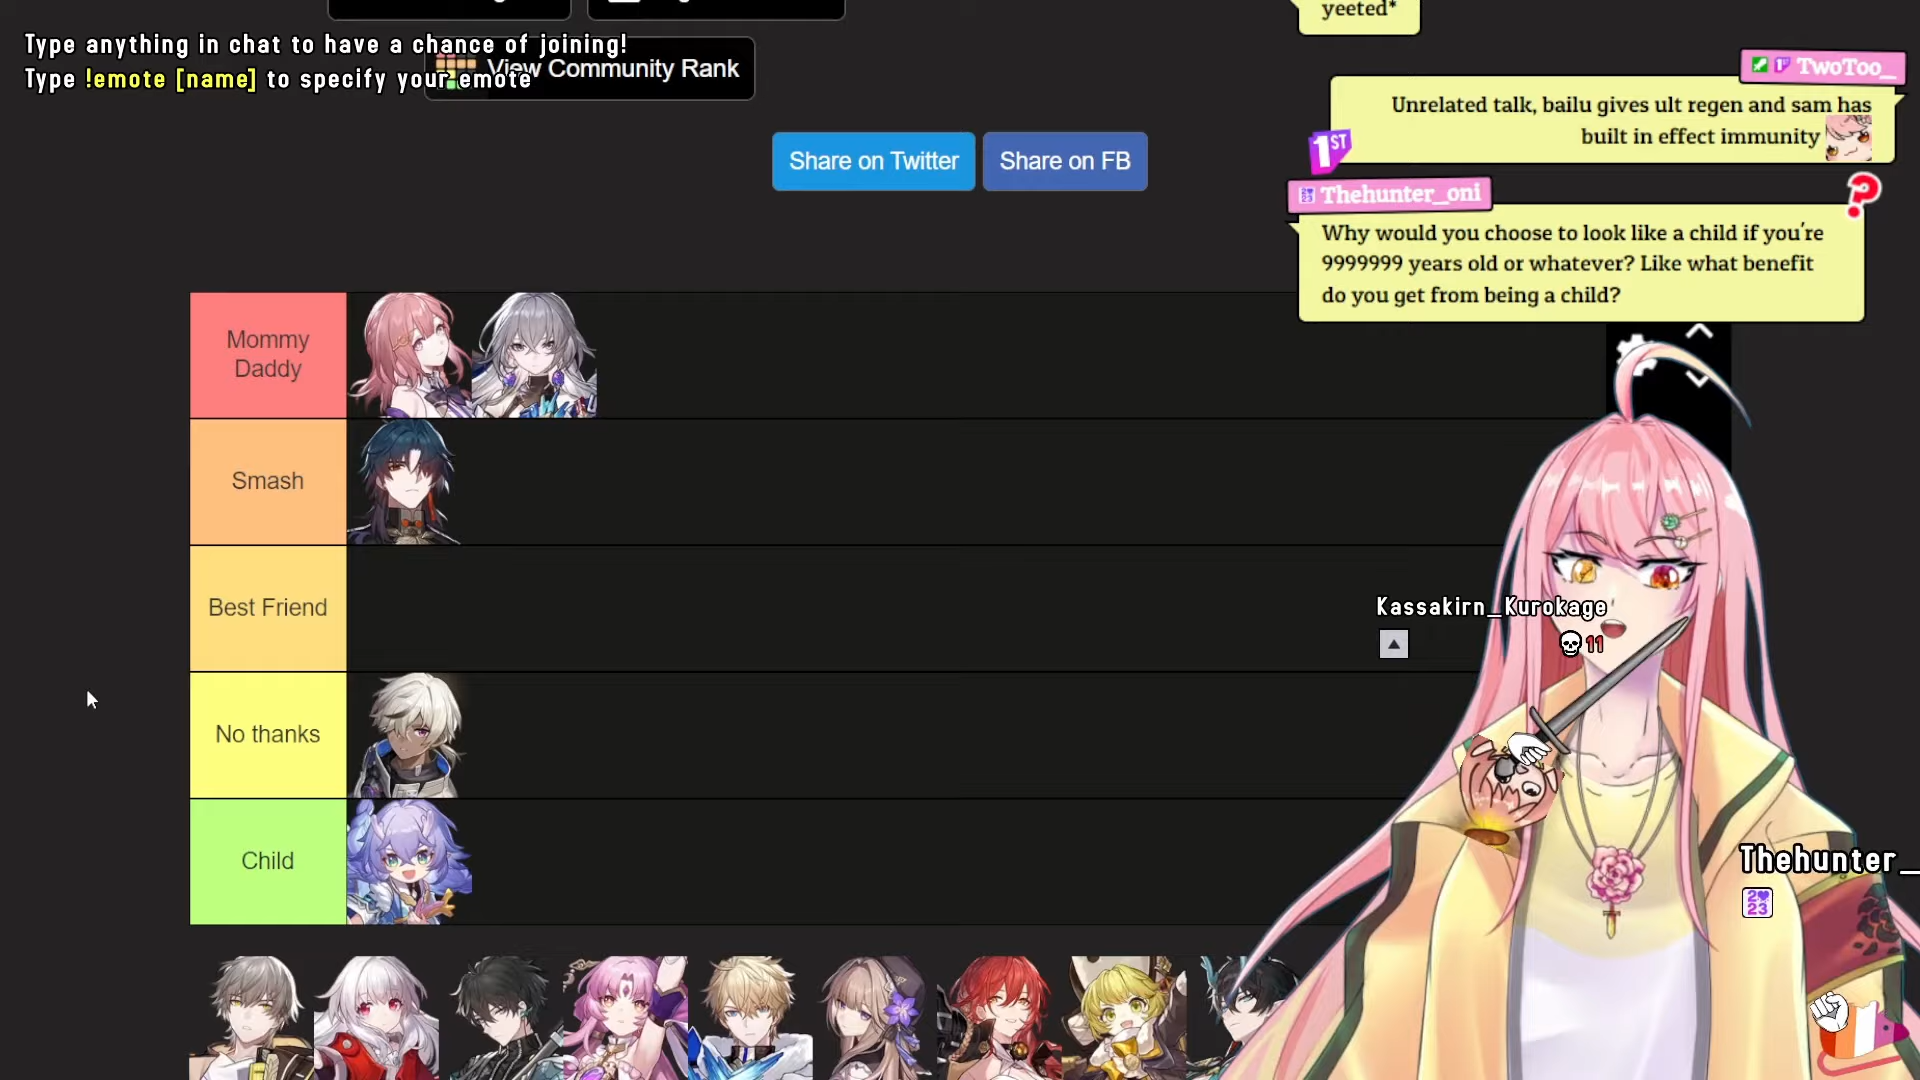 Type anything in chat to have a chance of joining!
Type !emote [name] to specify your emote
View Community Rank
Share on Twitter
Share on FB
yeeted*
TwoToo_
Unrelated talk, bailu gives ult regen and sam has
built in effect immunity
1ST
Thehunter_oni
Why would you choose to look like a child if you're
9999999 years old or whatever? Like what benefit
do you get from being a child?
Mommy
Daddy
Smash
Best Friend
No thanks
Child
Kassakirn_Kurokage
11
Thehunter_
2023